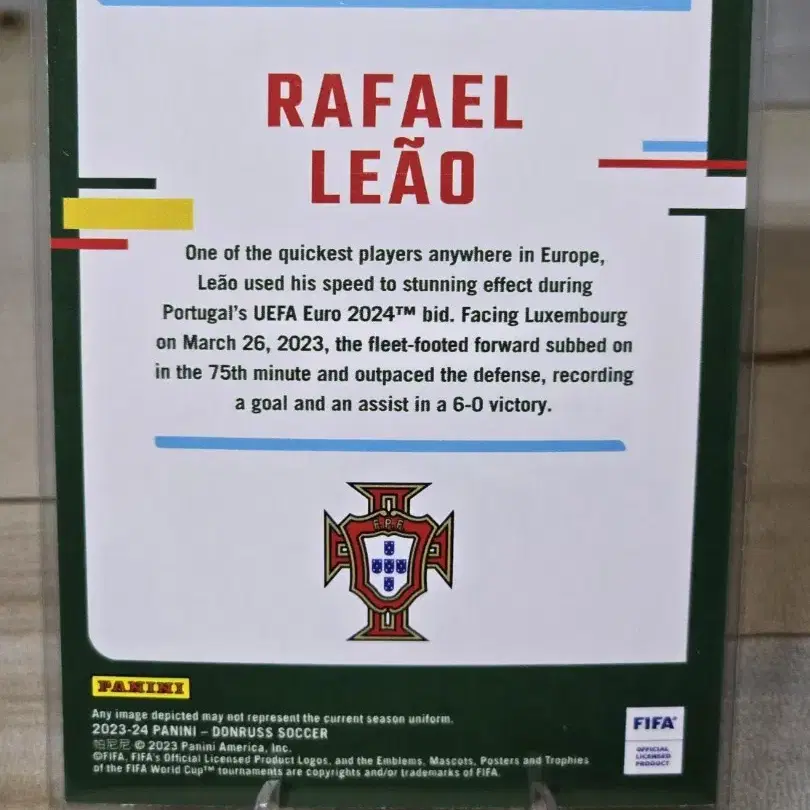 RAFAEL
LEÃO
One of the quickest players anywhere in Europe,
Leão used his speed to stunning effect during
Portugal's UEFA Euro 2024™ bid. Facing Luxembourg
on March 26, 2023, the fleet-footed forward subbed on
in the 75th minute and outpaced the defense, recording
a goal and an assist in a 6-0 victory.
F.P.F.
PANINI
Any image depicted may not represent the current season uniform.
2023-24 PANINI – DONRUSS SOCCER
帕尼尼 © 2023 Panini America, Inc.
©FIFA, FIFA's Official Licensed Product Logos, and the Emblems, Mascots, Posters and Trophies
of the FIFA World Cup™ tournaments are copyrights and/or trademarks of FIFA.
FIFA®
OFFICIAL
LICENSED
PRODUCT